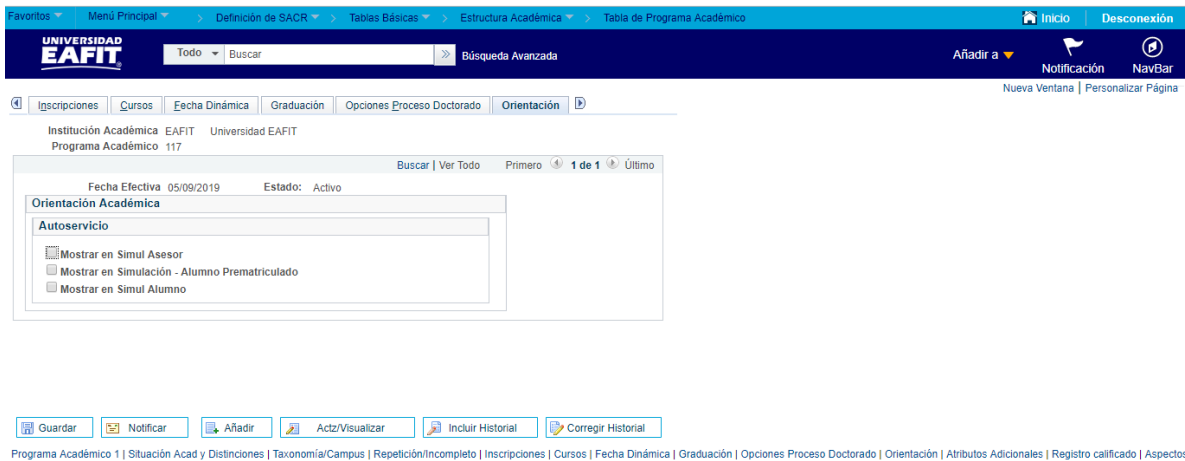 Favoritos Menú Principal > Definición de SACR > Tablas Básicas > Estructura Académica > Tabla de Programa Académico Inicio Desconexión
UNIVERSIDAD
EAFIT
Todo Buscar » Búsqueda Avanzada Añadir a Notificación NavBar
Nueva Ventana | Personalizar Página
Inscripciones Cursos Fecha Dinámica Graduación Opciones Proceso Doctorado Orientación
Institución Académica EAFIT Universidad EAFIT
Programa Académico 117
Buscar | Ver Todo Primero 1 de 1 Último
Fecha Efectiva 05/09/2019 Estado: Activo
Orientación Académica
Autoservicio
Mostrar en Simul Asesor
Mostrar en Simulación - Alumno Prematriculado
Mostrar en Simul Alumno
Guardar Notificar Añadir Actz/Visualizar Incluir Historial Corregir Historial
Programa Académico 1 | Situación Acad y Distinciones | Taxonomía/Campus | Repetición/Incompleto | Inscripciones | Cursos | Fecha Dinámica | Graduación | Opciones Proceso Doctorado | Orientación | Atributos Adicionales | Registro calificado | Aspectos